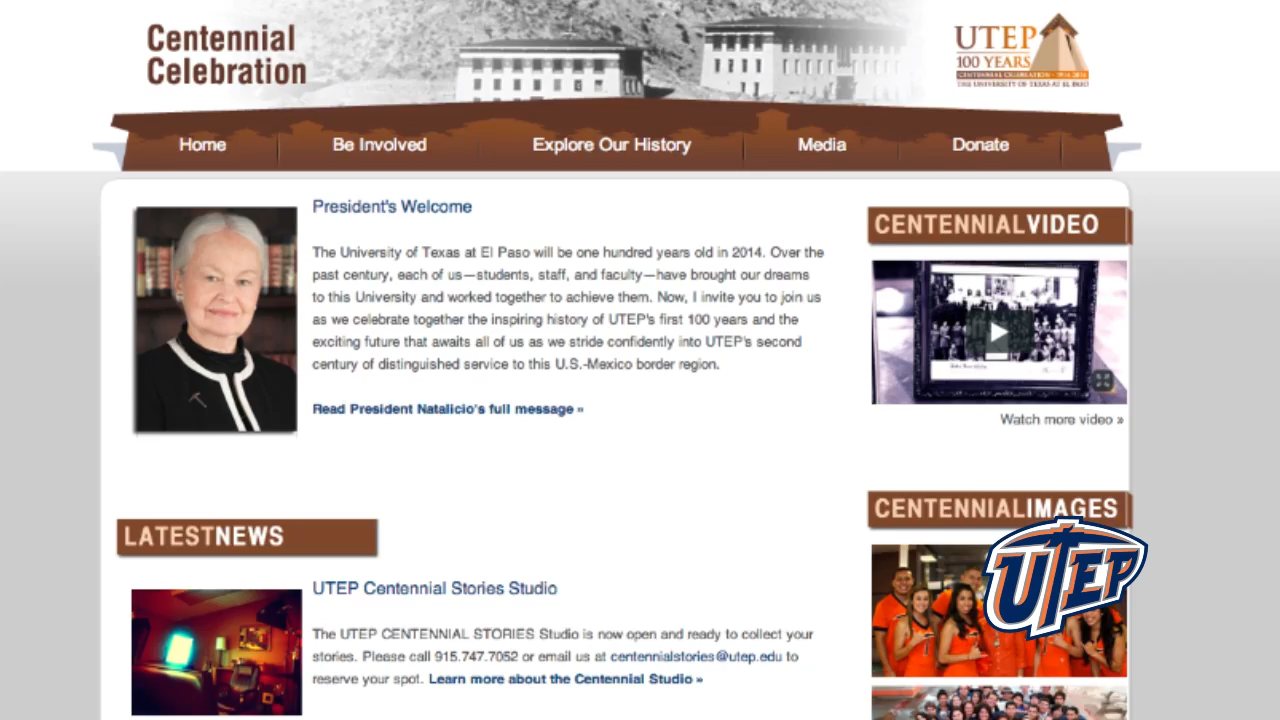 Centennial
Celebration
UTEP
100 YEARS
CENTENNIAL CELEBRATION - 1914-2014
THE UNIVERSITY OF TEXAS AT EL PASO
Home
Be Involved
Explore Our History
Media
Donate
President's Welcome
The University of Texas at El Paso will be one hundred years old in 2014. Over the
past century, each of us—students, staff, and faculty—have brought our dreams
to this University and worked together to achieve them. Now, I invite you to join us
as we celebrate together the inspiring history of UTEP's first 100 years and the
exciting future that awaits all of us as we stride confidently into UTEP's second
century of distinguished service to this U.S.-Mexico border region.
Read President Natalicio's full message »
CENTENNIALVIDEO
Watch more video »
LATESTNEWS
UTEP Centennial Stories Studio
The UTEP CENTENNIAL STORIES Studio is now open and ready to collect your
stories. Please call 915.747.7052 or email us at centennialstories@utep.edu to
reserve your spot. Learn more about the Centennial Studio »
CENTENNIALIMAGES
UTEP